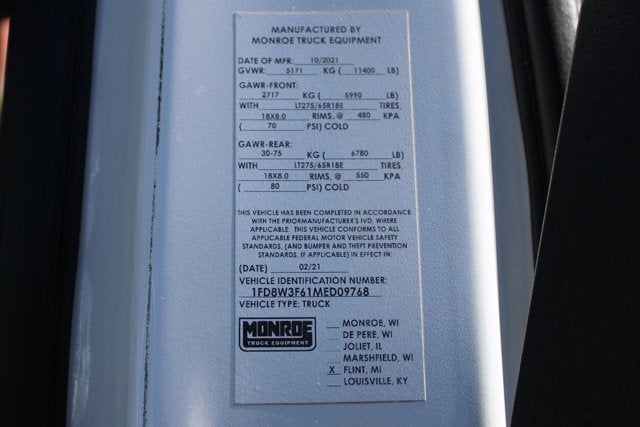 MANUFACTURED BY
MONROE TRUCK EQUIPMENT
DATE OF MFR: 10/2021
GVWR: 5171 KG ( 11400 LB)
GAWR-FRONT:
2717 KG ( 5990 LB)
WITH LT275/65R18E TIRES,
18X8.0 RIMS, @ 480 KPA
( 70 PSI) COLD
GAWR-REAR:
30-75 KG ( 6780 LB)
WITH LT275/65R18E TIRES,
18X8.0 RIMS, @ 550 KPA
( 80 PSI) COLD
THIS VEHICLE HAS BEEN COMPLETED IN ACCORDANCE
WITH THE PRIORMANUFACTURER'S IVD, WHERE
APPLICABLE. THIS VEHICLE CONFORMS TO ALL
APPLICABLE FEDERAL MOTOR VEHICLE SAFETY
STANDARDS, (AND BUMPER AND THEFT PREVENTION
STANDARDS, IF APPLICABLE) IN EFFECT IN:
(DATE) 02/21
VEHICLE IDENTIFICATION NUMBER:
1FD8W3F61MED09768
VEHICLE TYPE: TRUCK
MONROE
TRUCK EQUIPMENT
MONROE, WI
DE PERE, WI
JOLIET, IL
MARSHFIELD, WI
X FLINT, MI
LOUISVILLE, KY